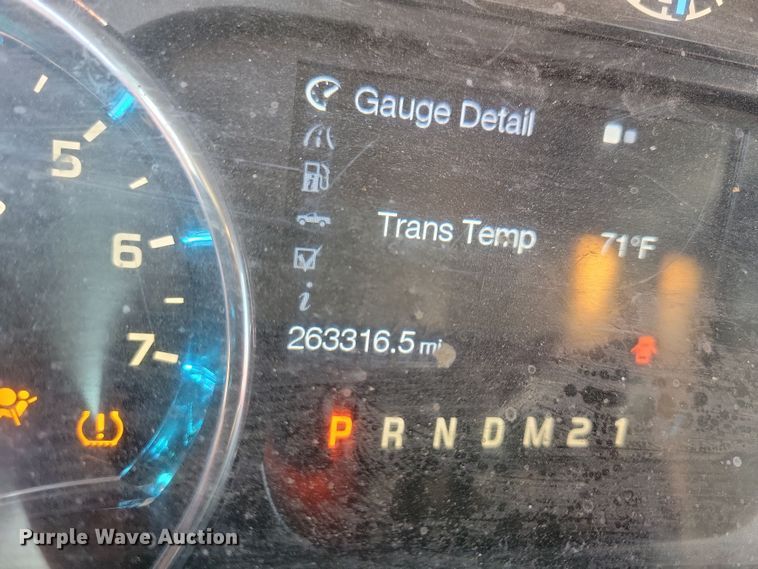 Gauge Detail
5
Trans Temp 71°F
6
263316.5 mi
7
P R N D M 2 1
Purple Wave Auction